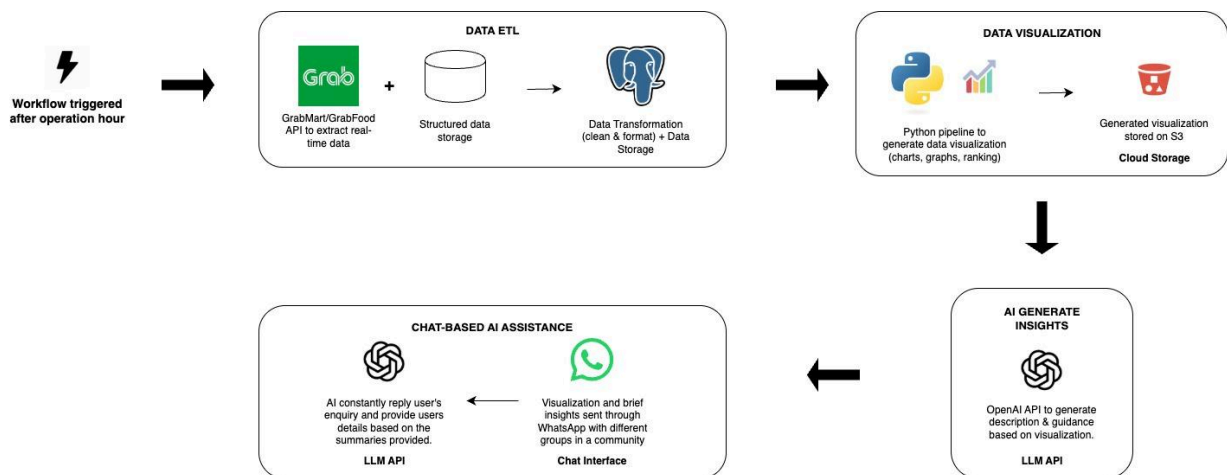 Workflow triggered
after operation hour
DATA ETL
Grab
+
GrabMart/GrabFood
API to extract real-
time data
Structured data
storage
Data Transformation
(clean & format) + Data
Storage
DATA VISUALIZATION
Python pipeline to
generate data visualization
(charts, graphs, ranking)
Generated visualization
stored on S3
Cloud Storage
AI GENERATE
INSIGHTS
OpenAI API to generate
description & guidance
based on visualization.
LLM API
CHAT-BASED AI ASSISTANCE
AI constantly reply user's
enquiry and provide users
details based on the
summaries provided.
LLM API
Visualization and brief
insights sent through
WhatsApp with different
groups in a community
Chat Interface